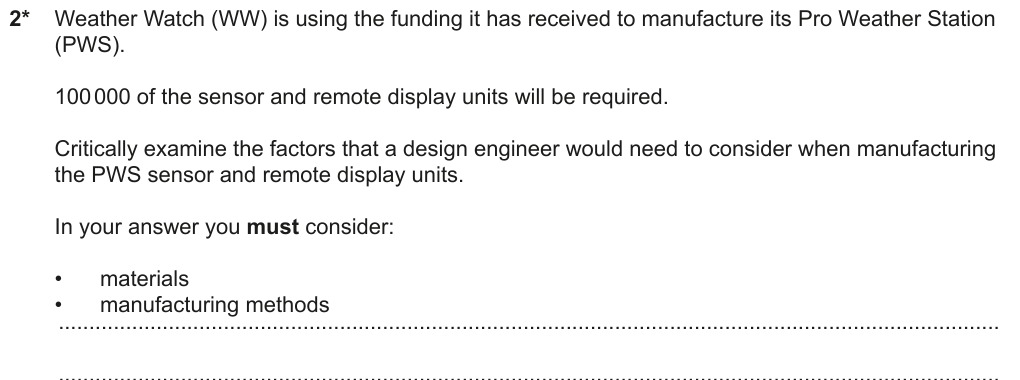 2* Weather Watch (WW) is using the funding it has received to manufacture its Pro Weather Station
(PWS).
100 000 of the sensor and remote display units will be required.
Critically examine the factors that a design engineer would need to consider when manufacturing
the PWS sensor and remote display units.
In your answer you must consider:
• materials
• manufacturing methods